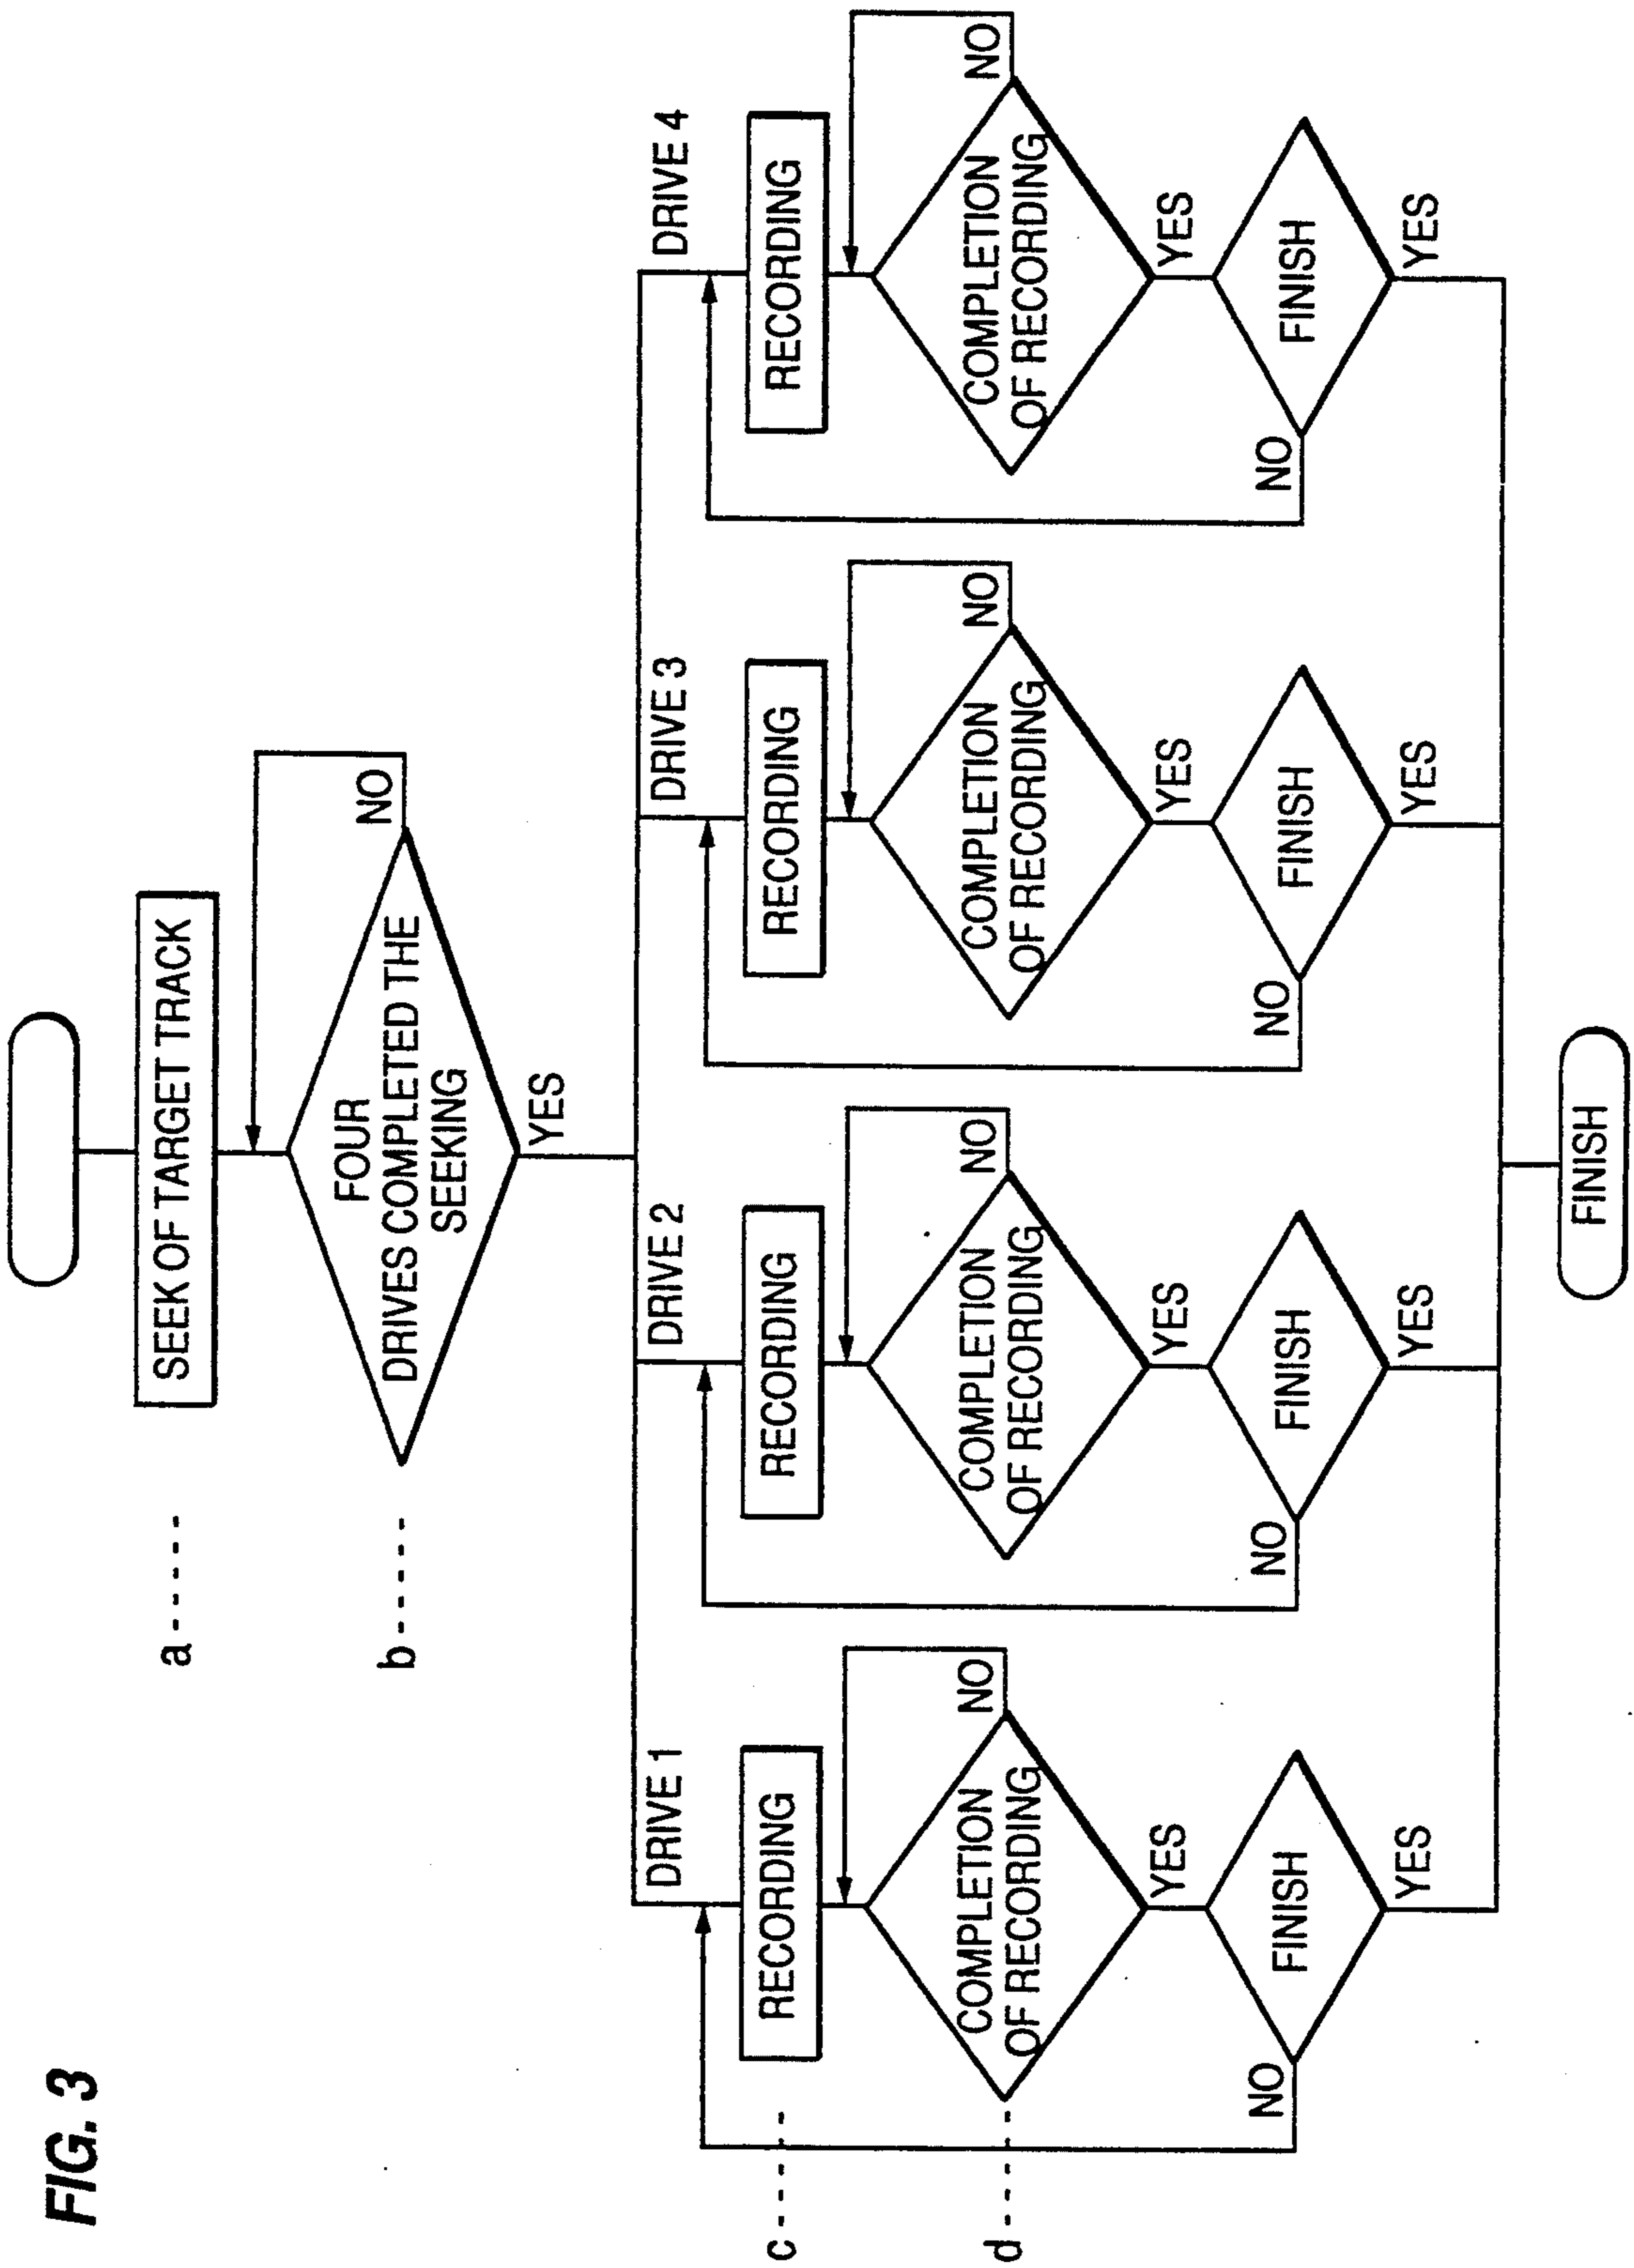 FIG. 3
a
SEEK OF TARGET TRACK
b
FOUR
DRIVES COMPLETED THE
SEEKING
NO
YES
DRIVE 1
DRIVE 2
DRIVE 3
DRIVE 4
c
RECORDING
RECORDING
RECORDING
RECORDING
d
COMPLETION
OF RECORDING
NO
COMPLETION
OF RECORDING
NO
COMPLETION
OF RECORDING
NO
COMPLETION
OF RECORDING
NO
YES
YES
YES
YES
NO
FINISH
NO
FINISH
NO
FINISH
NO
FINISH
YES
YES
YES
YES
FINISH